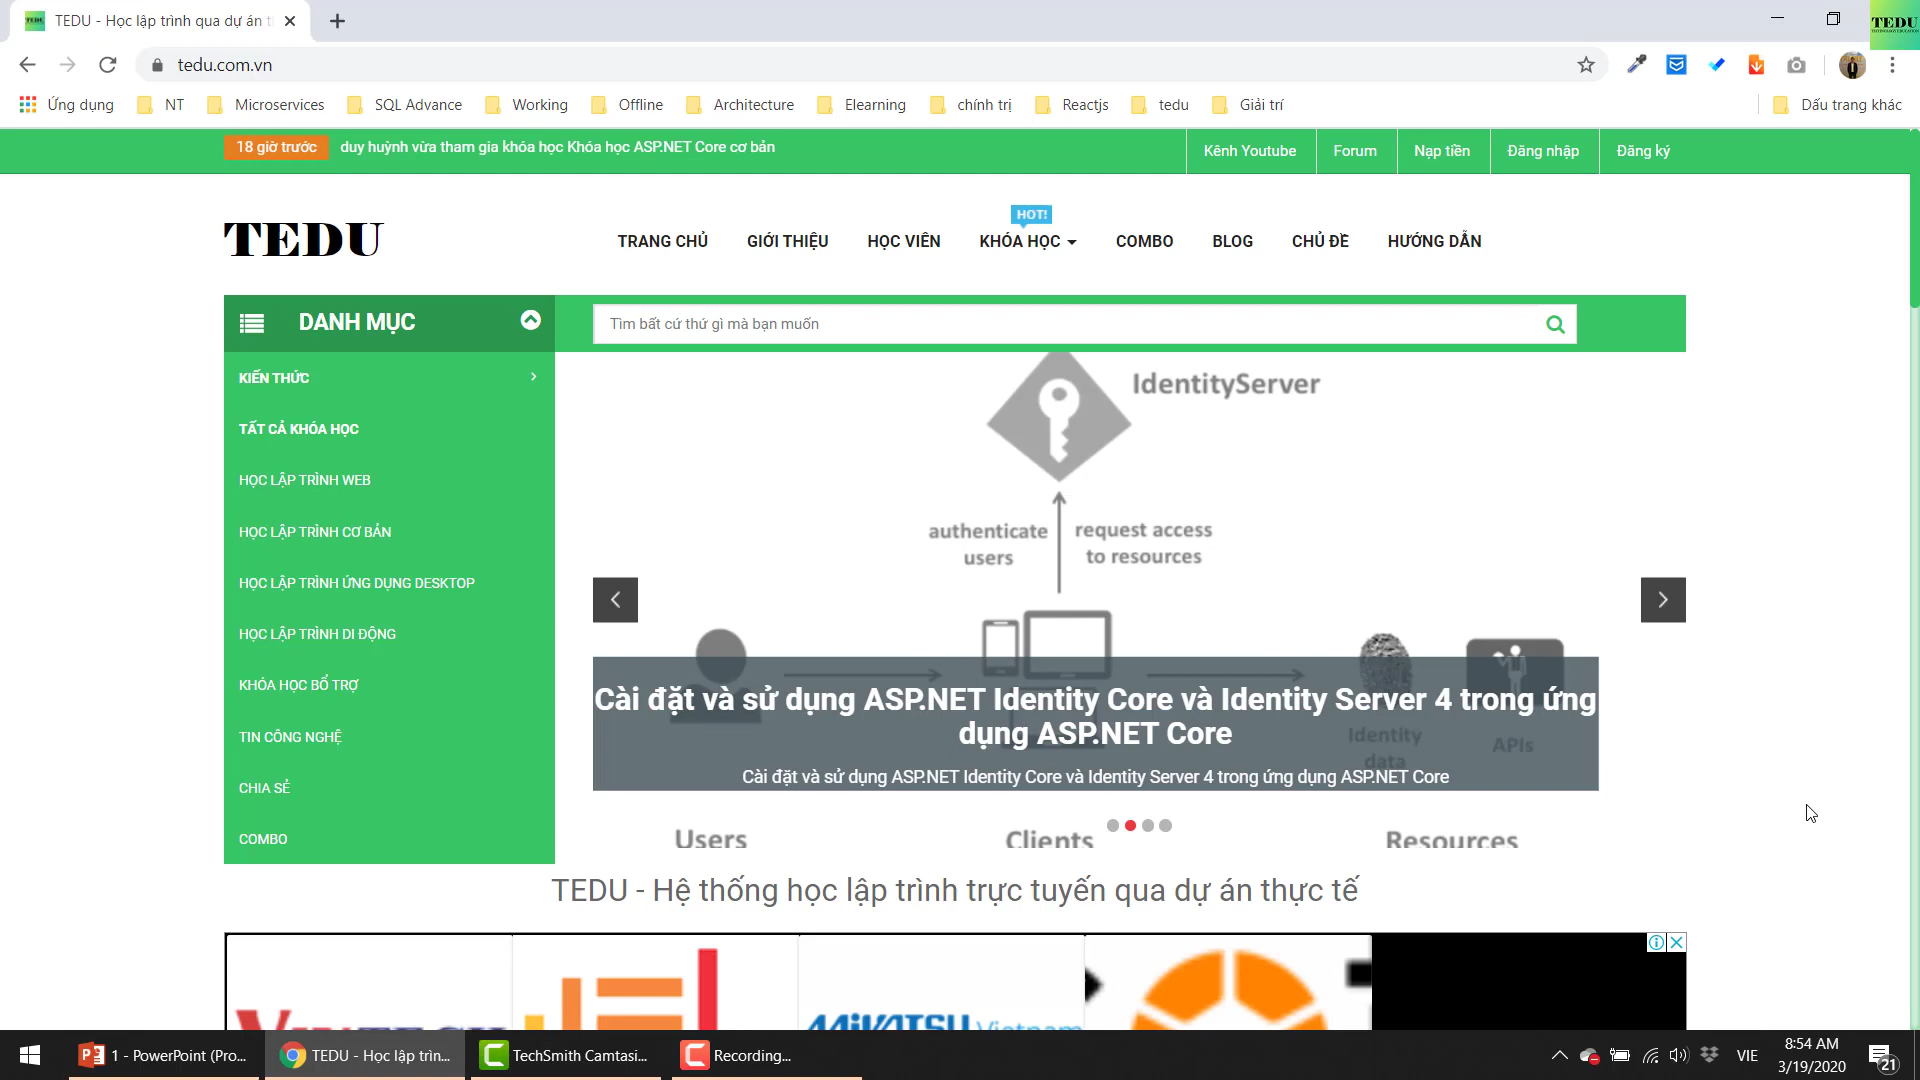 TEDU - Học lập trình qua dự án t
TEDU
tedu.com.vn
Ứng dụng NT Microservices SQL Advance Working Offline Architecture Elearning chính trị Reactjs tedu Giải trí Dấu trang khác
18 giờ trước duy huỳnh vừa tham gia khóa học Khóa học ASP.NET Core cơ bản Kênh Youtube Forum Nạp tiền Đăng nhập Đăng ký
HOT!
TEDU TRANG CHỦ GIỚI THIỆU HỌC VIÊN KHÓA HỌC COMBO BLOG CHỦ ĐỀ HƯỚNG DẪN
DANH MỤC Tìm bất cứ thứ gì mà bạn muốn
KIẾN THỨC
TẤT CẢ KHÓA HỌC
HỌC LẬP TRÌNH WEB
HỌC LẬP TRÌNH CƠ BẢN
HỌC LẬP TRÌNH ỨNG DỤNG DESKTOP
HỌC LẬP TRÌNH DI ĐỘNG
KHÓA HỌC BỔ TRỢ
TIN CÔNG NGHỆ
CHIA SẺ
COMBO
IdentityServer
authenticate users
request access to resources
Cài đặt và sử dụng ASP.NET Identity Core và Identity Server 4 trong ứng
dụng ASP.NET Core
Identity data
APIs
Cài đặt và sử dụng ASP.NET Identity Core và Identity Server 4 trong ứng dụng ASP.NET Core
Users Clients Resources
TEDU - Hệ thống học lập trình trực tuyến qua dự án thực tế
1 - PowerPoint (Pro... TEDU - Học lập trìn... TechSmith Camtasi... Recording... VIE
8:54 AM
3/19/2020
21